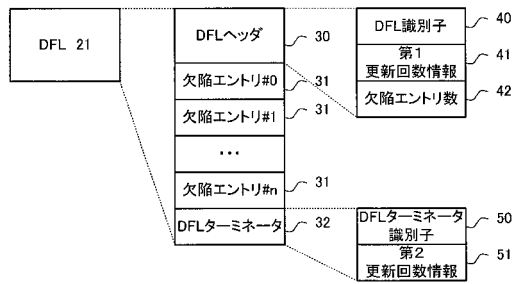 DFL 21
DFLヘッダ
30
欠陥エントリ#0
31
欠陥エントリ#1
31
...
欠陥エントリ#n
31
DFLターミネータ
32
DFL識別子
40
第1
更新回数情報
41
欠陥エントリ数
42
DFLターミネータ
識別子
50
第2
更新回数情報
51